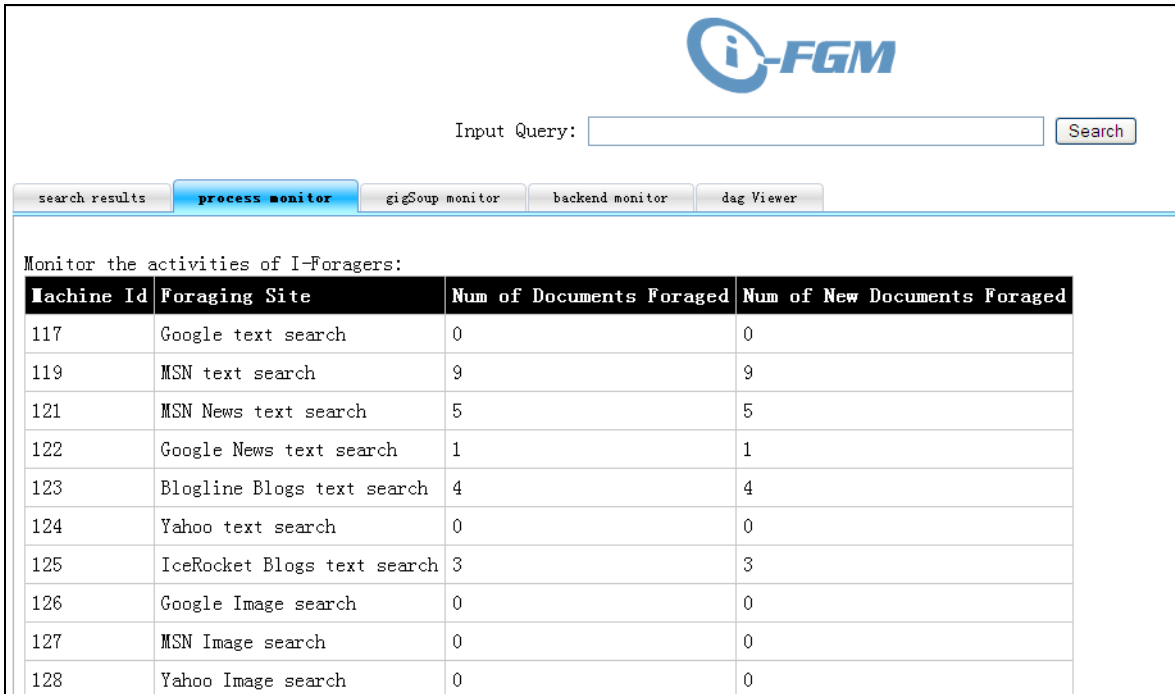 i-FGM
Input Query: Search
search results process monitor gigSoup monitor backend monitor dag Viewer
Monitor the activities of I-Foragers:
Machine Id Foraging Site Num of Documents Foraged Num of New Documents Foraged
117 Google text search 0 0
119 MSN text search 9 9
121 MSN News text search 5 5
122 Google News text search 1 1
123 Blogline Blogs text search 4 4
124 Yahoo text search 0 0
125 IceRocket Blogs text search 3 3
126 Google Image search 0 0
127 MSN Image search 0 0
128 Yahoo Image search 0 0